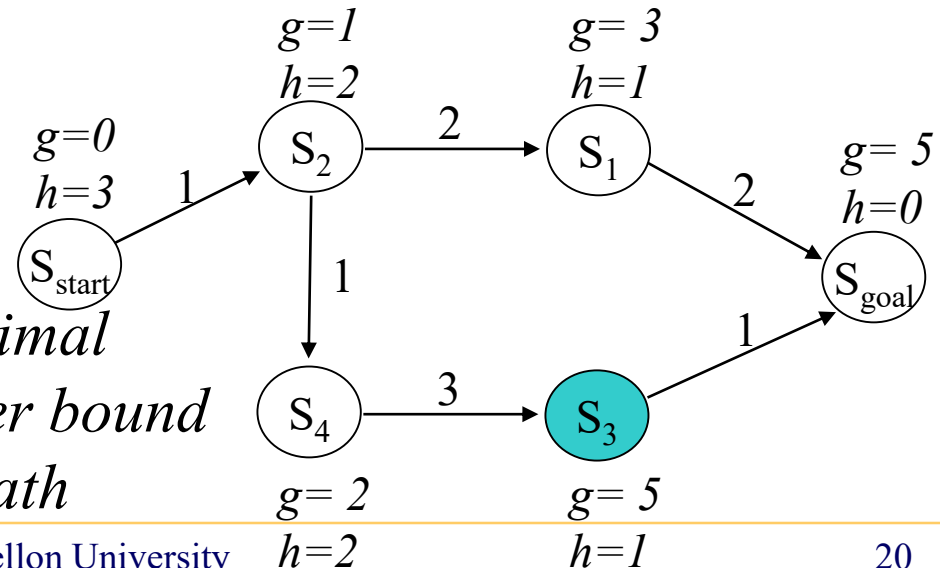 g=1
h=2
g= 3
h=1
g=0
h=3
g= 5
h=0
1
S2
2
S1
2
Sstart
1
Sgoal
imal
er bound
ath
S4
3
S3
1
g= 2
h=2
g= 5
h=1
ellon University
20